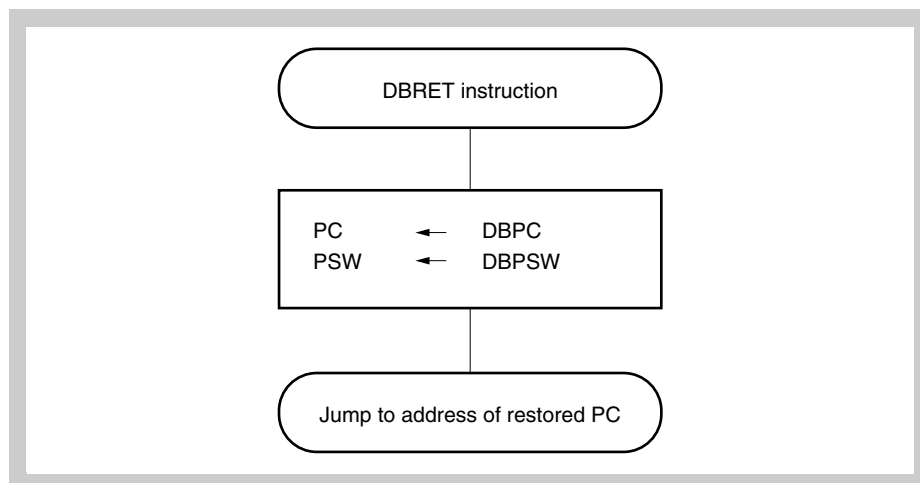 DBRET instruction
PC ← DBPC
PSW ← DBPSW
Jump to address of restored PC